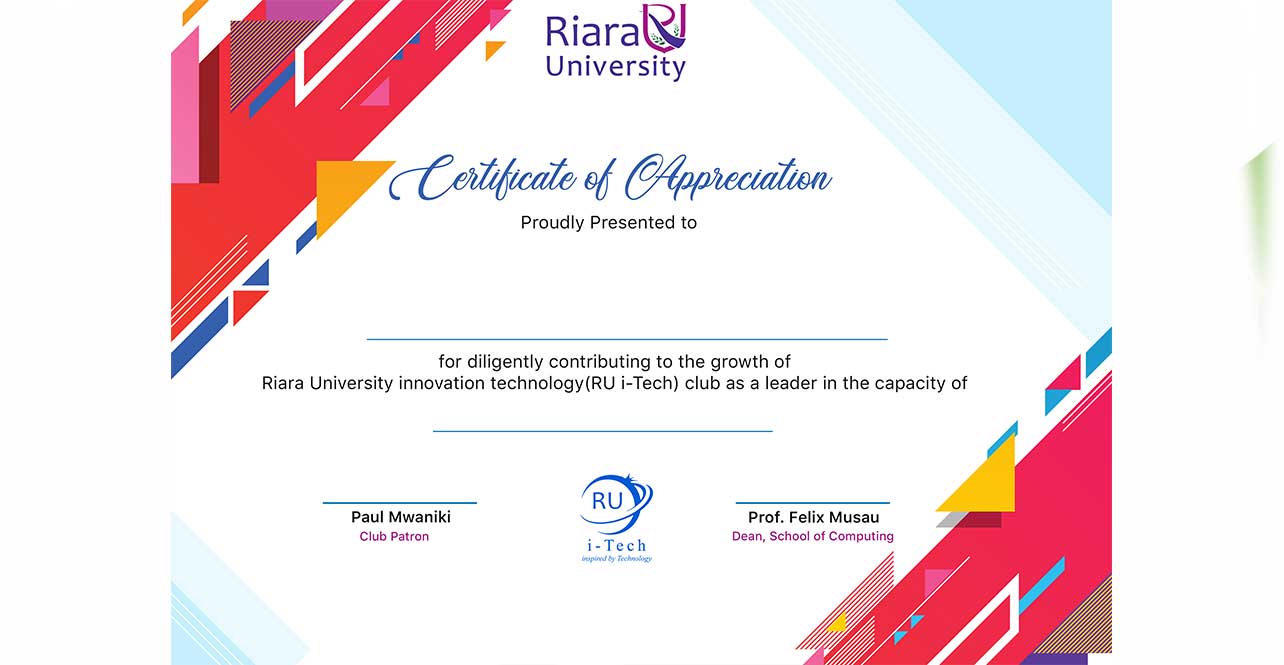 Riara
University
Certificate of Appreciation
Proudly Presented to
for diligently contributing to the growth of
Riara University innovation technology(RU i-Tech) club as a leader in the capacity of
Paul Mwaniki
Club Patron
RU
i-Tech
inspired by Technology
Prof. Felix Musau
Dean, School of Computing